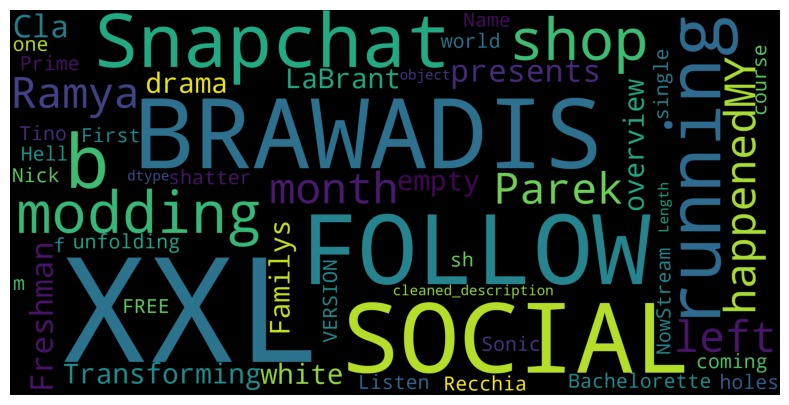 Cla
Snapchat
Name
shop
one
world
Prime
drama
LaBrant
object
presents
single
running
MY
course
Ramya
BRAWADIS
overview
.
Tino
First
Hell
b
Nick
dtype
shatter
month
empty
Parek
happened
modding
FOLLOW
Length
f
unfolding
Familys
sh
m
Freshman
FREE
XXL
VERSION
cleaned_description
SOCIAL
NowStream
left
Sonic
coming
Transforming
white
Listen
Recchia
Bachelorette
holes